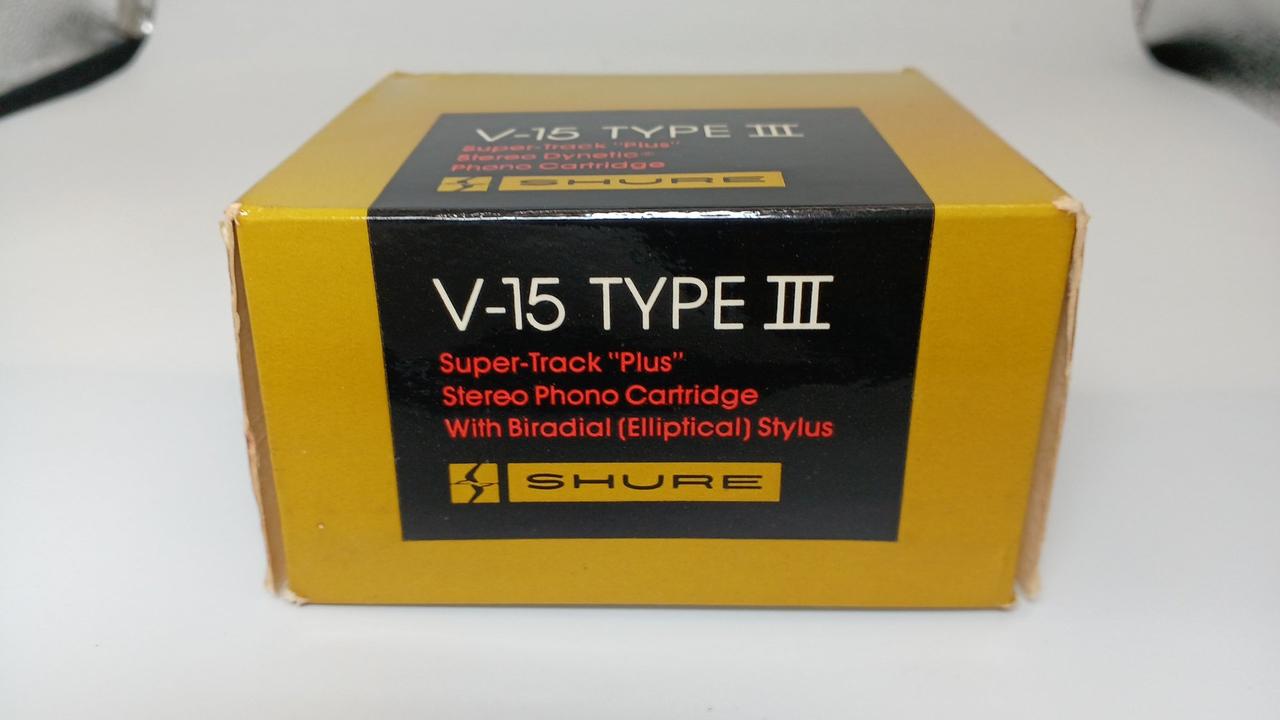 V-15 TYPE III
Super-Track "Plus"
Stereo Dynetic®
Phono Cartridge
SHURE
V-15 TYPE III
Super-Track "Plus"
Stereo Phono Cartridge
With Biradial (Elliptical) Stylus
SHURE